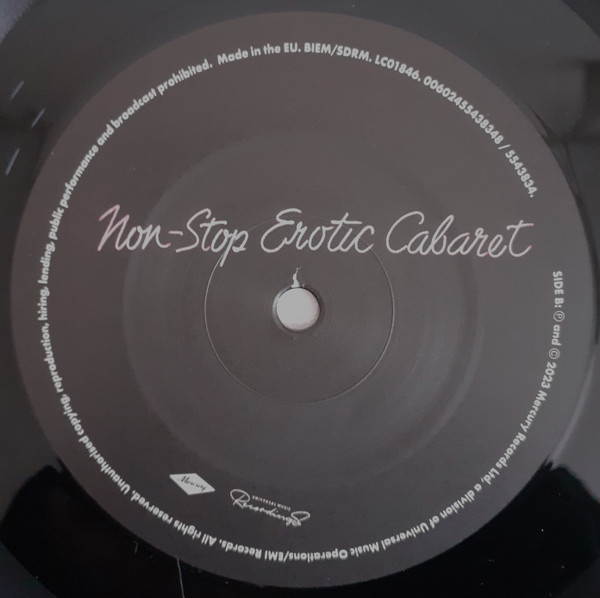 Non-Stop Erotic Cabaret
SIDE B: ℗ and © 2023 Mercury Records Ltd, a division of Universal Music Operations/EMI Records. All rights reserved. Unauthorised copying, reproduction, hiring, lending, public performance and broadcast prohibited. Made in the EU. BIEM/SDRM. LC01846. 00602455438348 / 5543834.
Mercury
Recordings